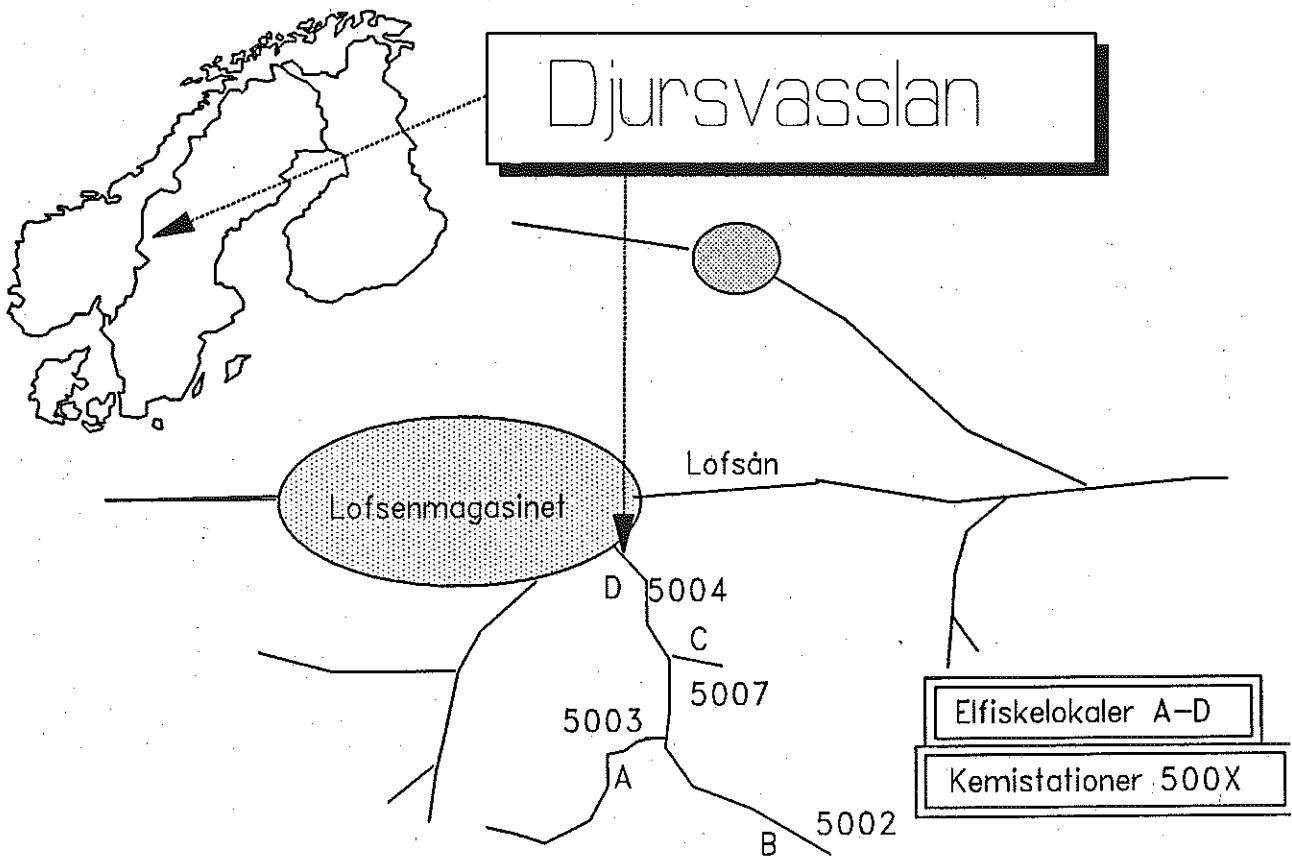 Djursvasslan
Lofsån
Lofsenmagasinet
D 5004
C
5007
5003
A
5002
B
Elfiskelokaler A-D
Kemistationer 500X